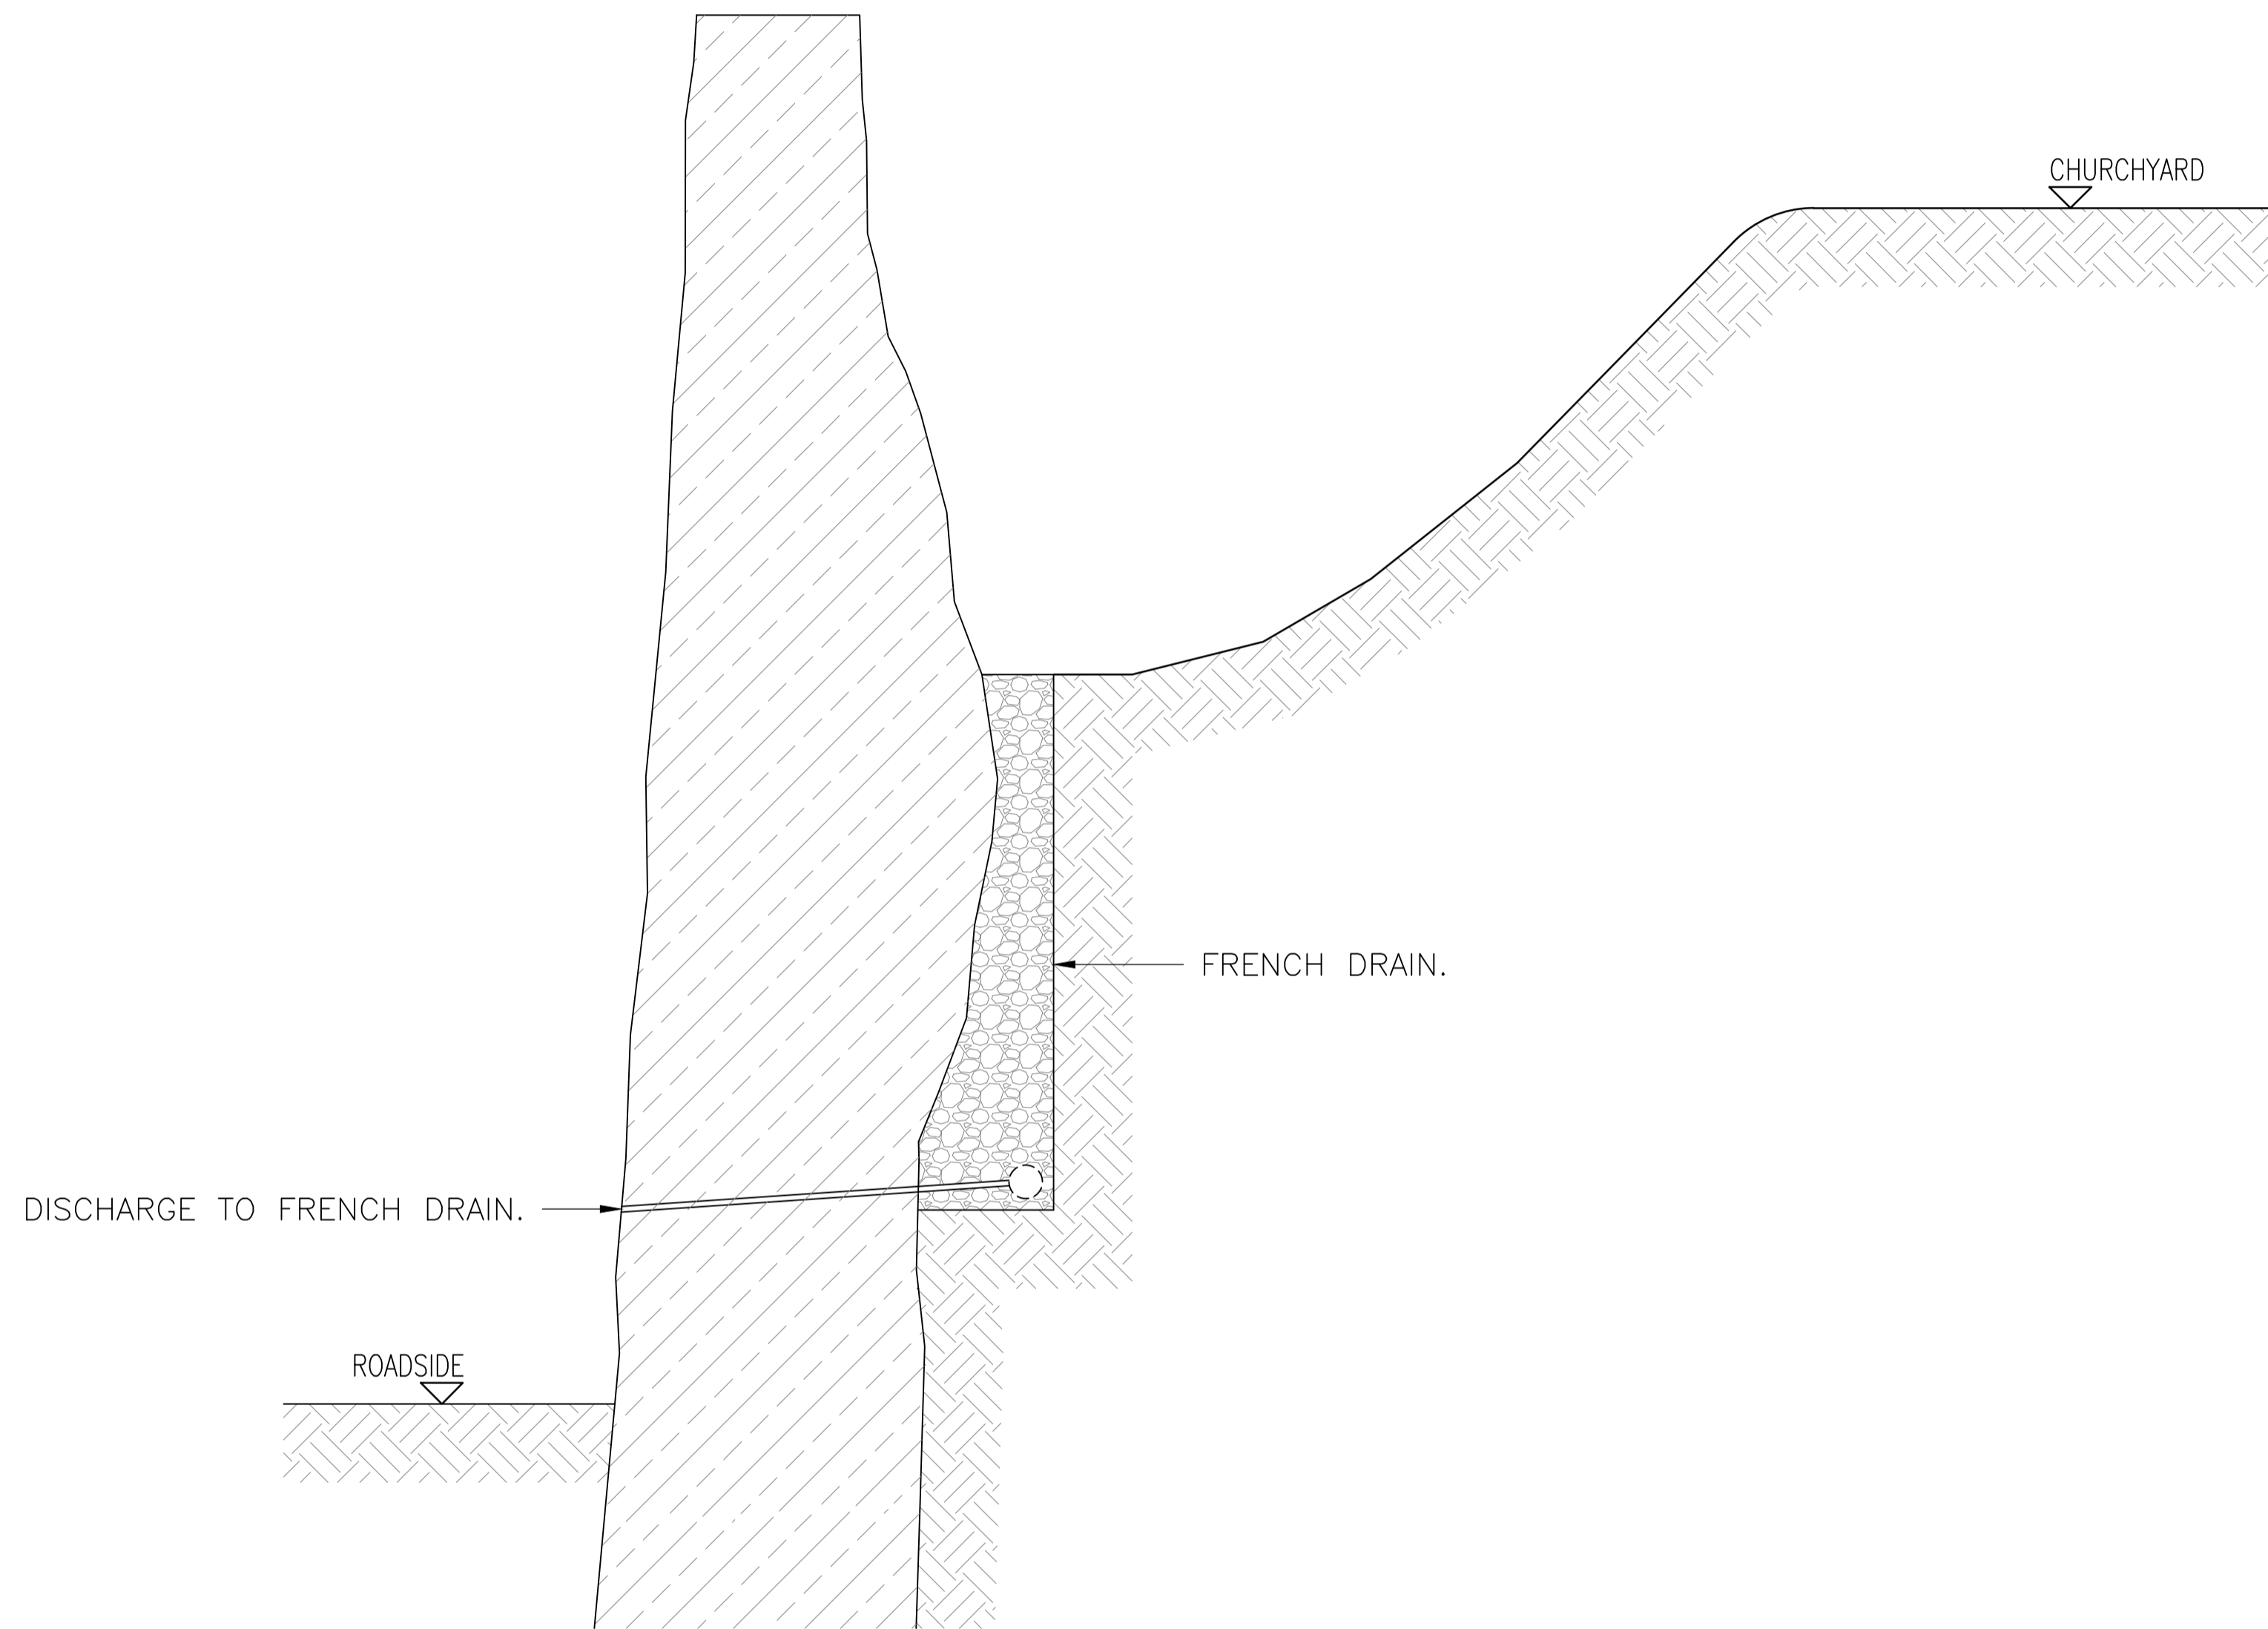 CHURCHYARD
FRENCH DRAIN.
DISCHARGE TO FRENCH DRAIN.
ROADSIDE